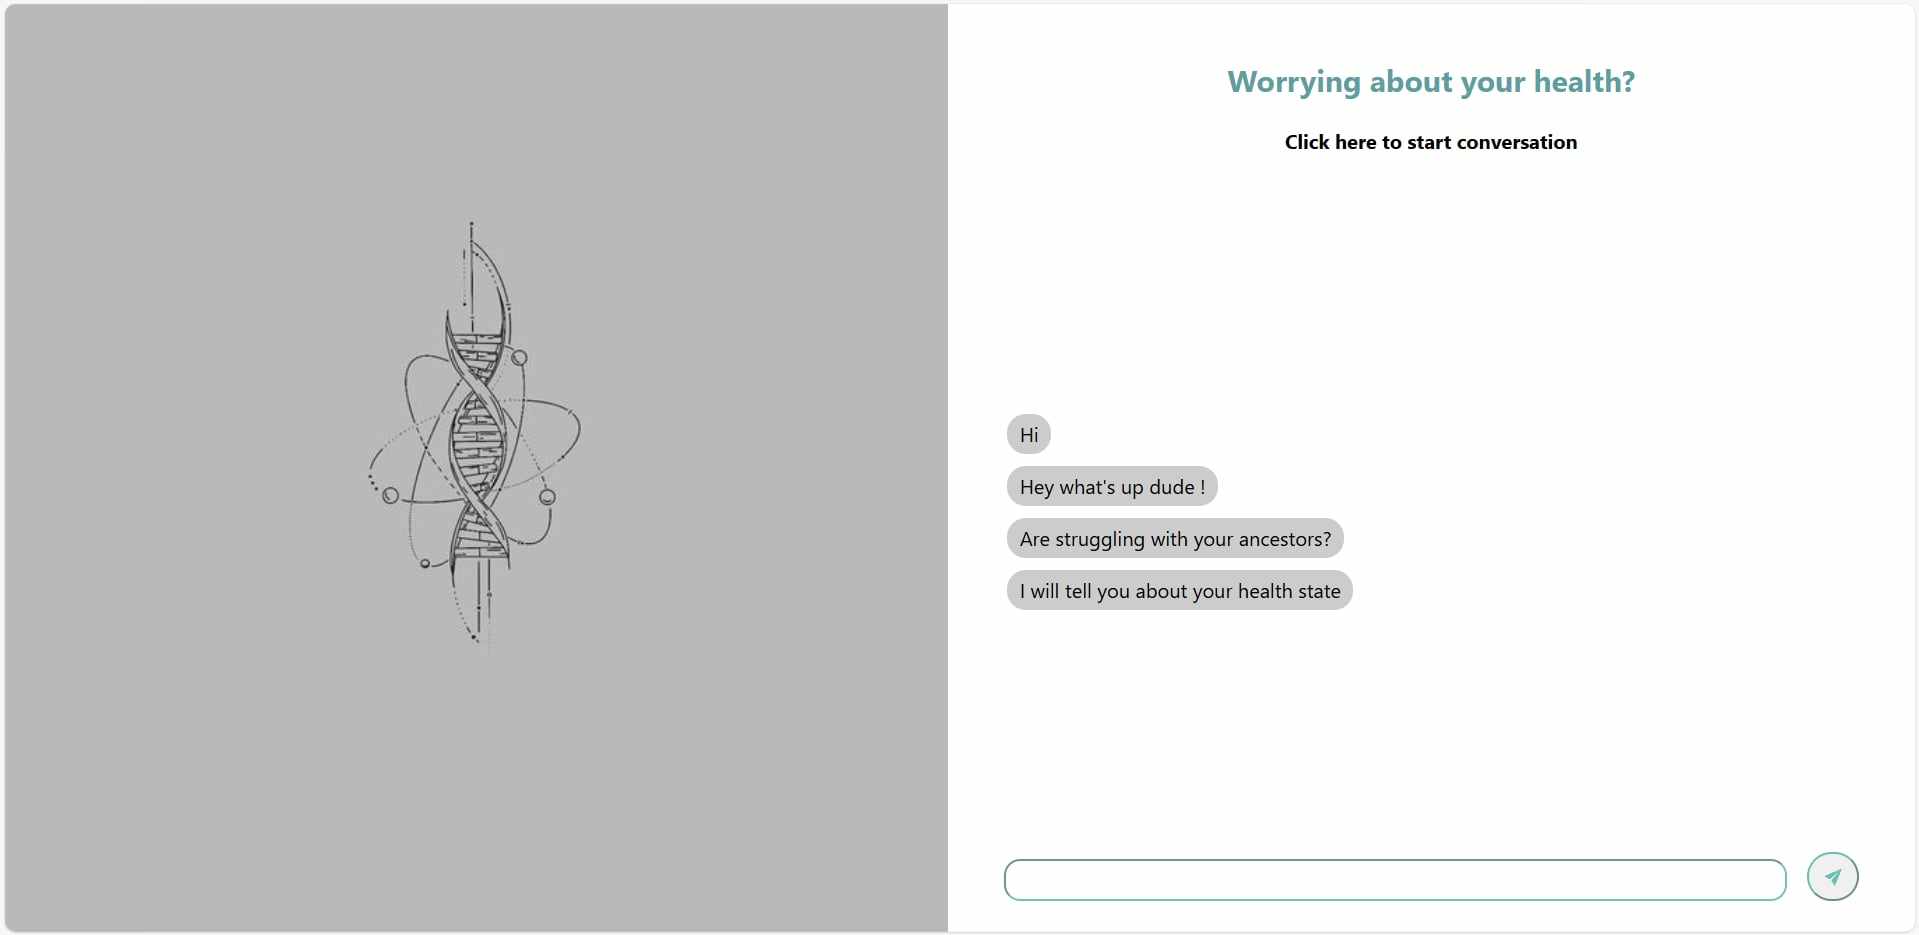 Worrying about your health?
Click here to start conversation
Hi
Hey what's up dude !
Are struggling with your ancestors?
I will tell you about your health state